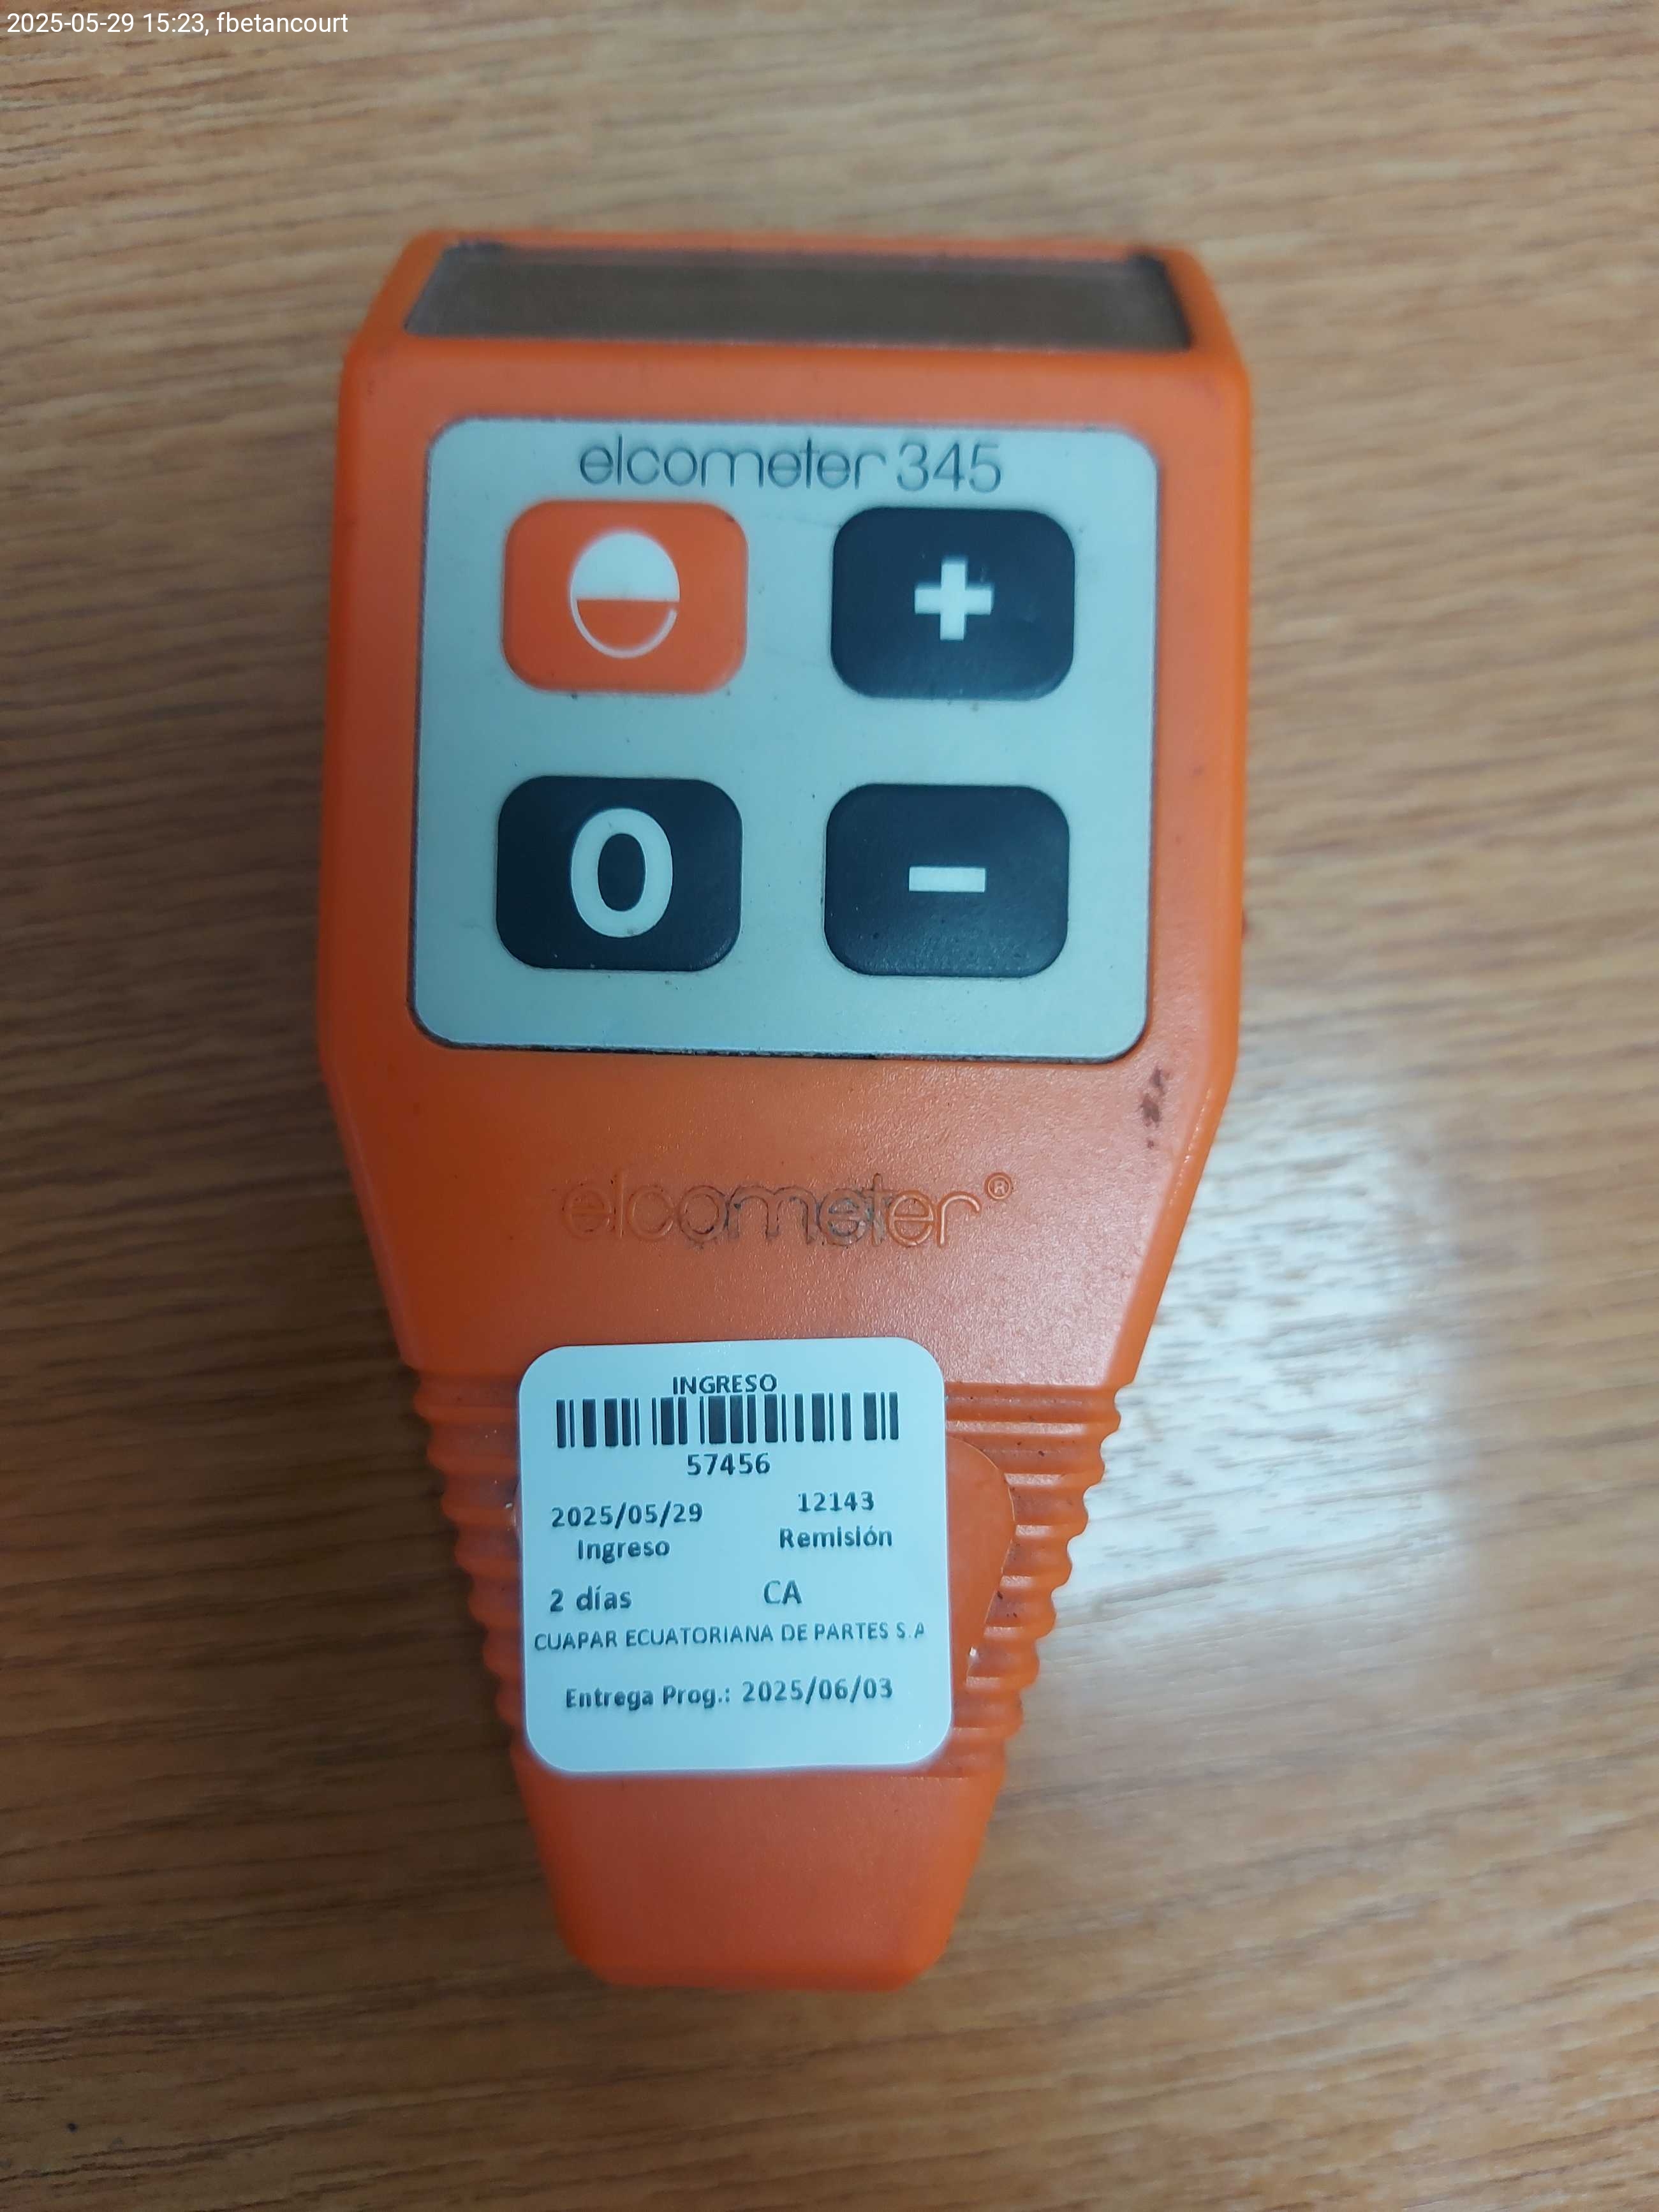 2025-05-29 15:23, fbetancourt
elcometer 345
+
0
-
elcometer®
INGRESO
57456
2025/05/29 12143
Ingreso Remisión
2 días CA
CUAPAR ECUATORIANA DE PARTES S.A
Entrega Prog.: 2025/06/03